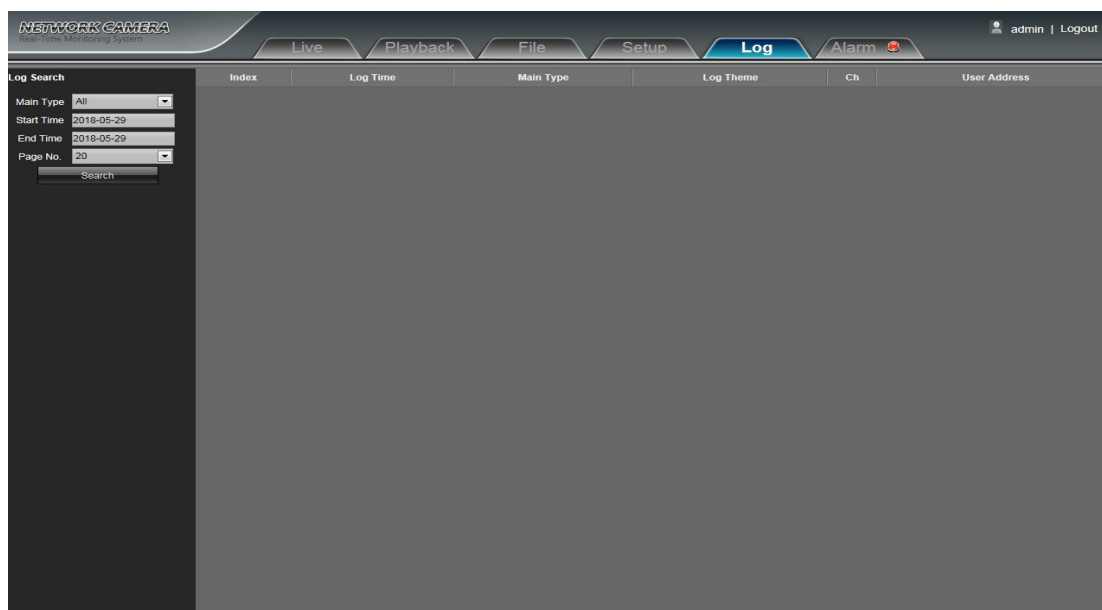 NETWORK CAMERA
Real-Time Monitoring System
admin | Logout
Live Playback File Setup Log Alarm
Log Search
Index Log Time Main Type Log Theme Ch User Address
Main Type All
Start Time 2018-05-29
End Time 2018-05-29
Page No. 20
Search